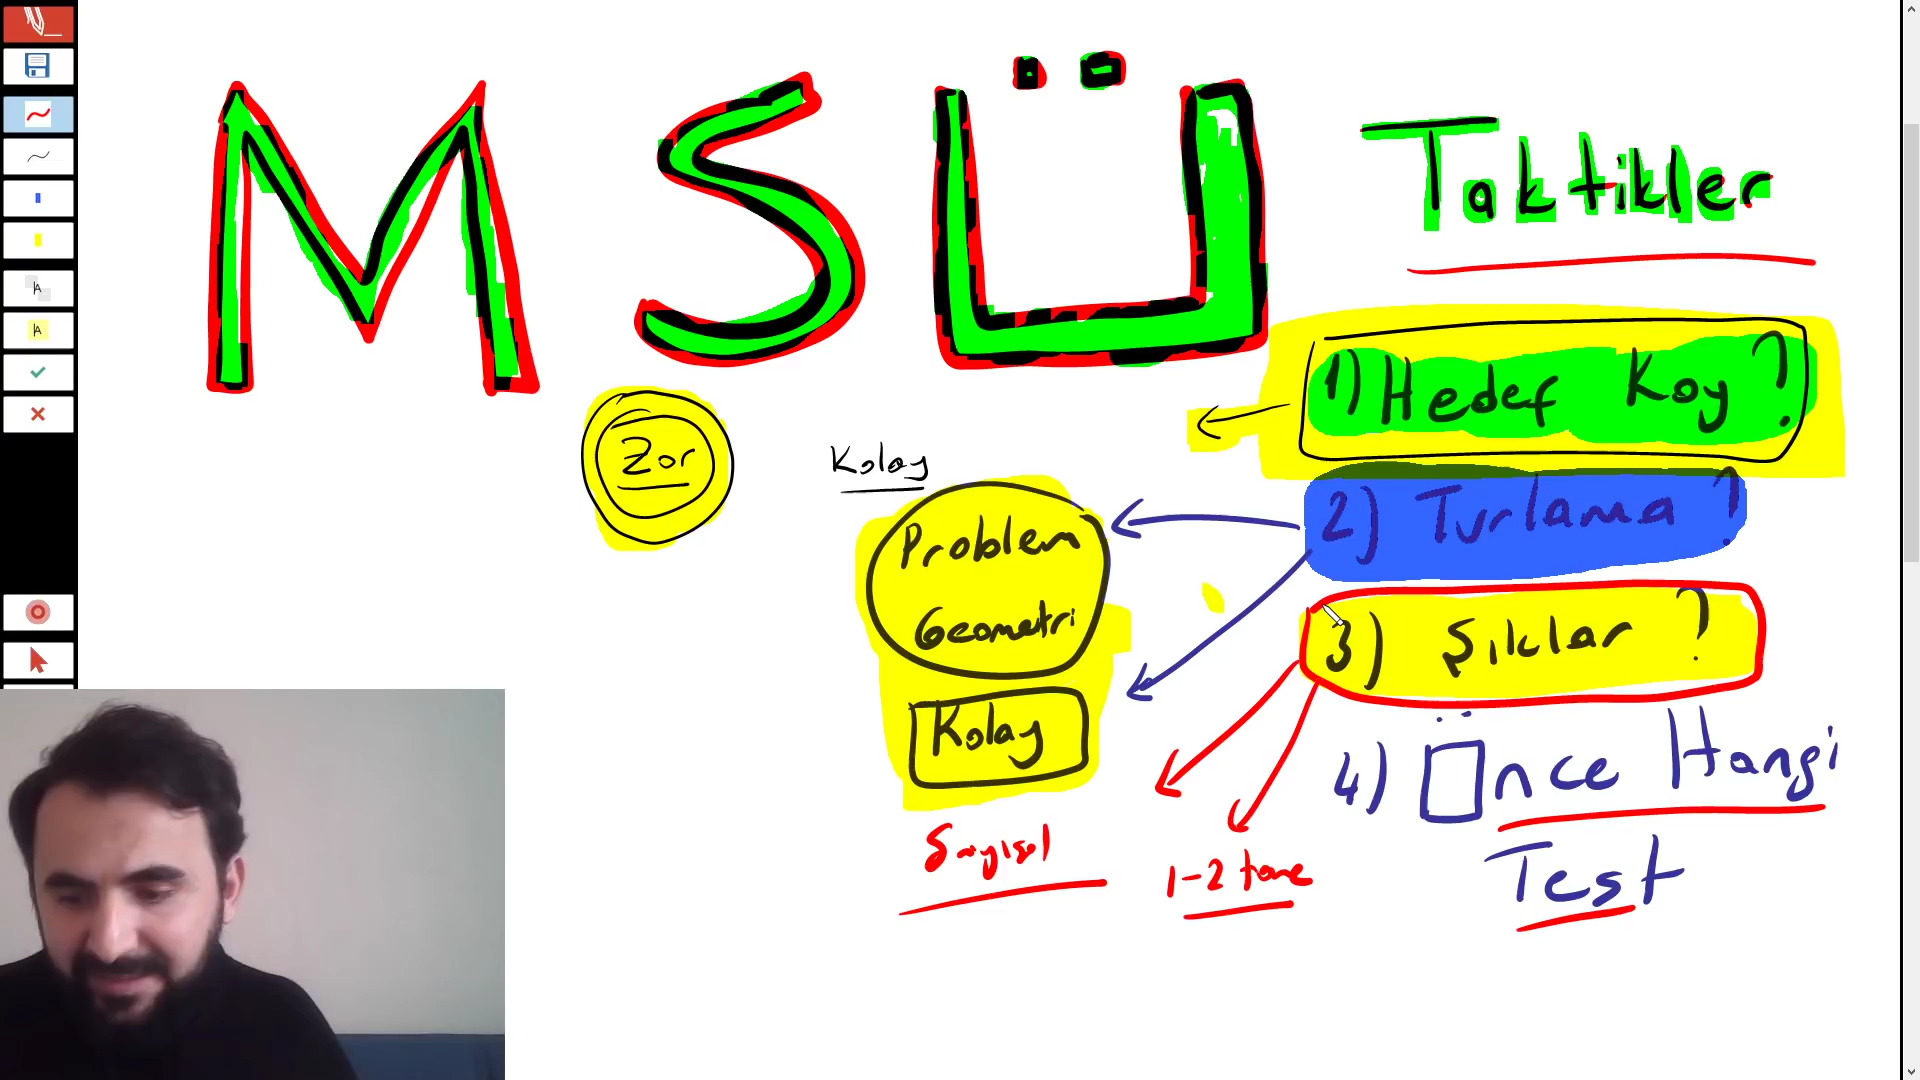 MSÜ
Taktikler
1) Hedef Koy ?
Zor
Kolay
2) Turlama ?
Problem
Geometri
3) Şıklar ?
Kolay
4) Önce Hangi
Test
Sayısal
1-2 tane